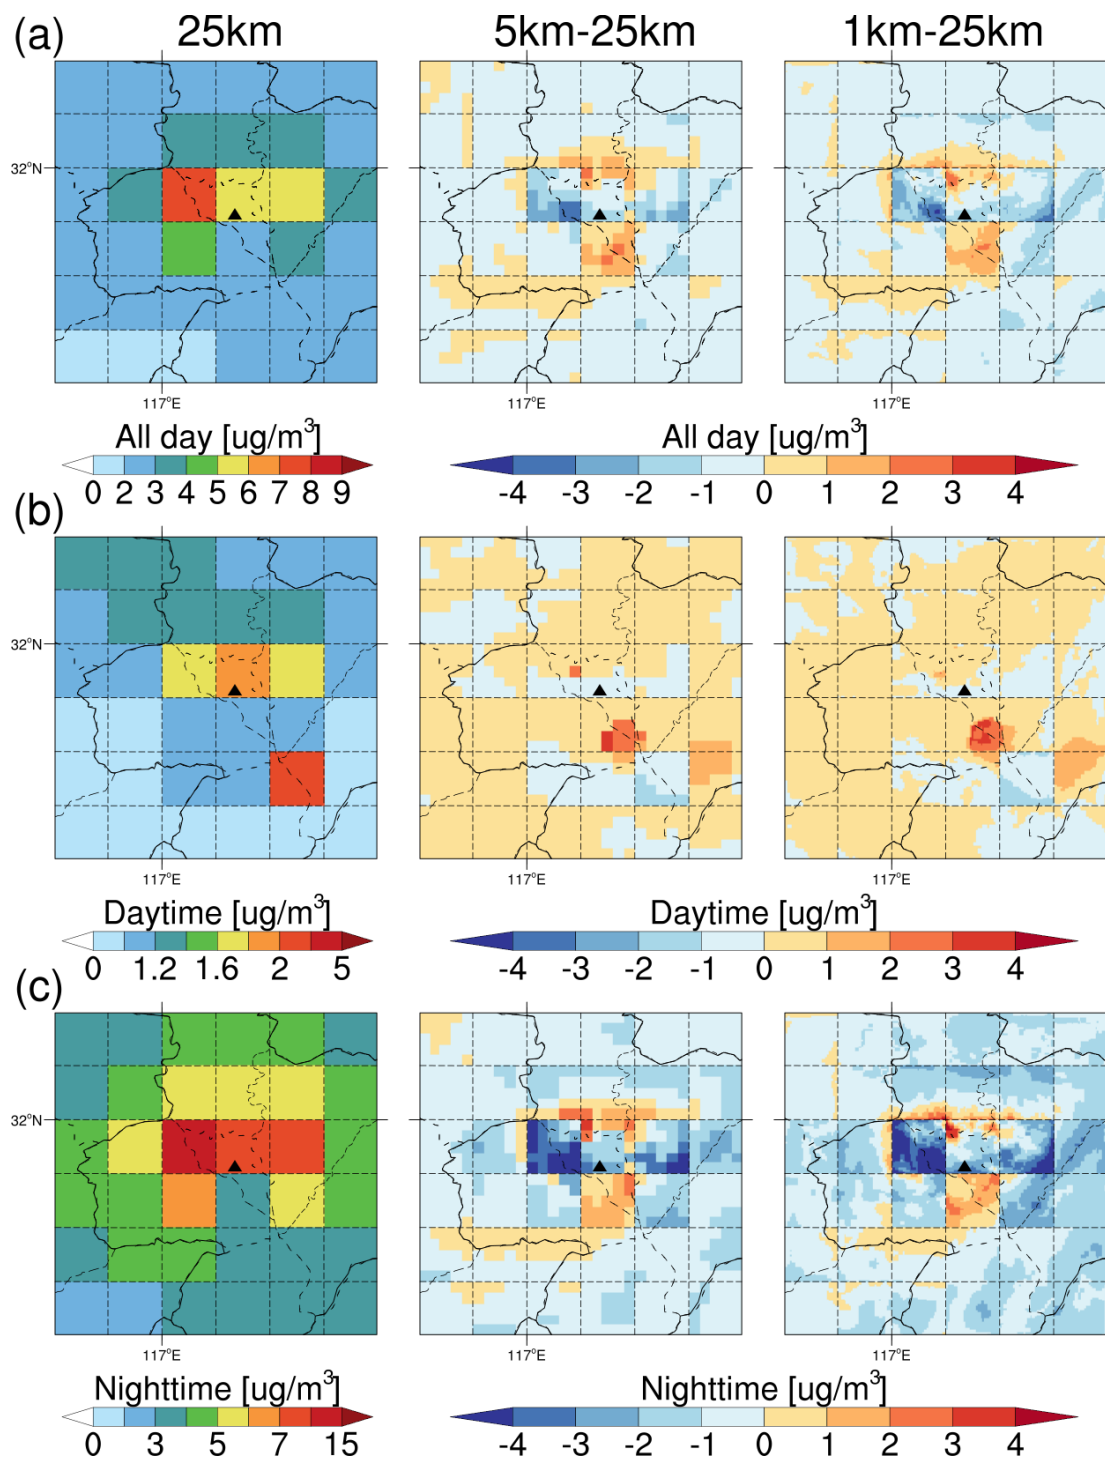 (a) 25km 5km-25km 1km-25km
32°N
117°E 117°E 117°E
All day [ug/m³] All day [ug/m³]
0 2 3 4 5 6 7 8 9 -4 -3 -2 -1 0 1 2 3 4
(b)
32°N
117°E 117°E 117°E
Daytime [ug/m³] Daytime [ug/m³]
0 1.2 1.6 2 5 -4 -3 -2 -1 0 1 2 3 4
(c)
32°N
117°E 117°E 117°E
Nighttime [ug/m³] Nighttime [ug/m³]
0 3 5 7 15 -4 -3 -2 -1 0 1 2 3 4